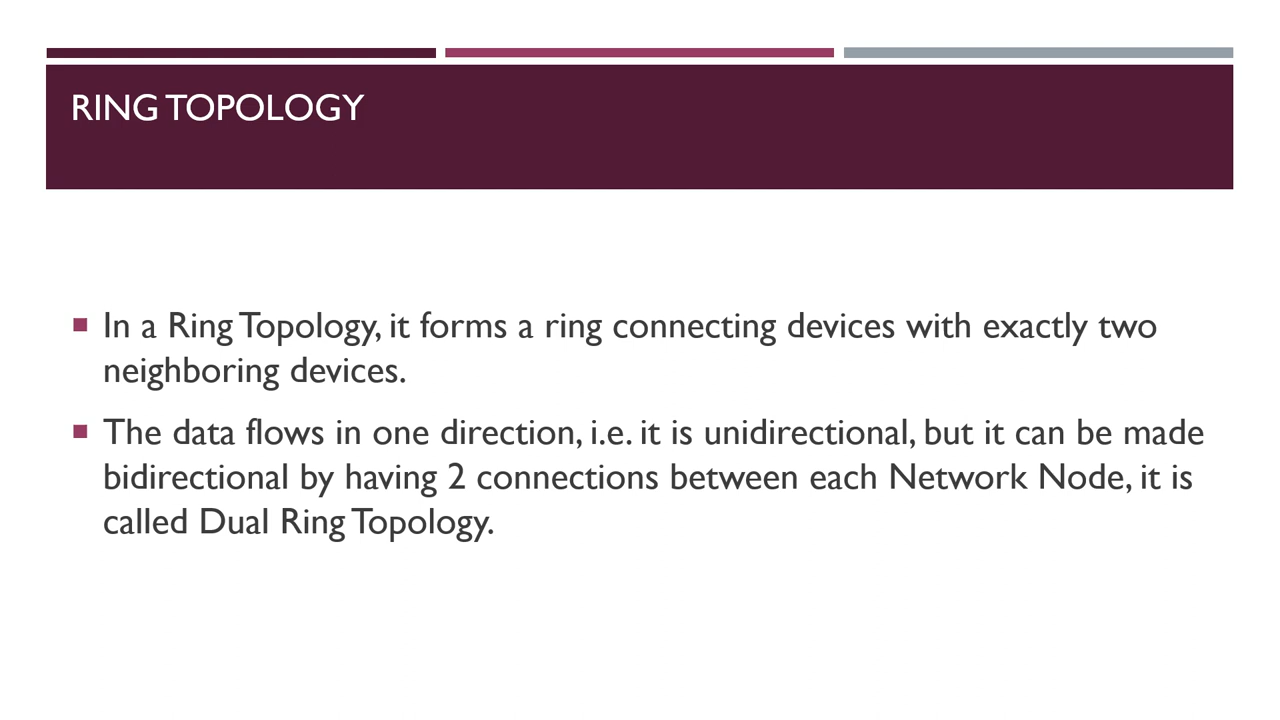 RING TOPOLOGY
In a Ring Topology, it forms a ring connecting devices with exactly two
neighboring devices.
The data flows in one direction, i.e. it is unidirectional, but it can be made
bidirectional by having 2 connections between each Network Node, it is
called Dual Ring Topology.